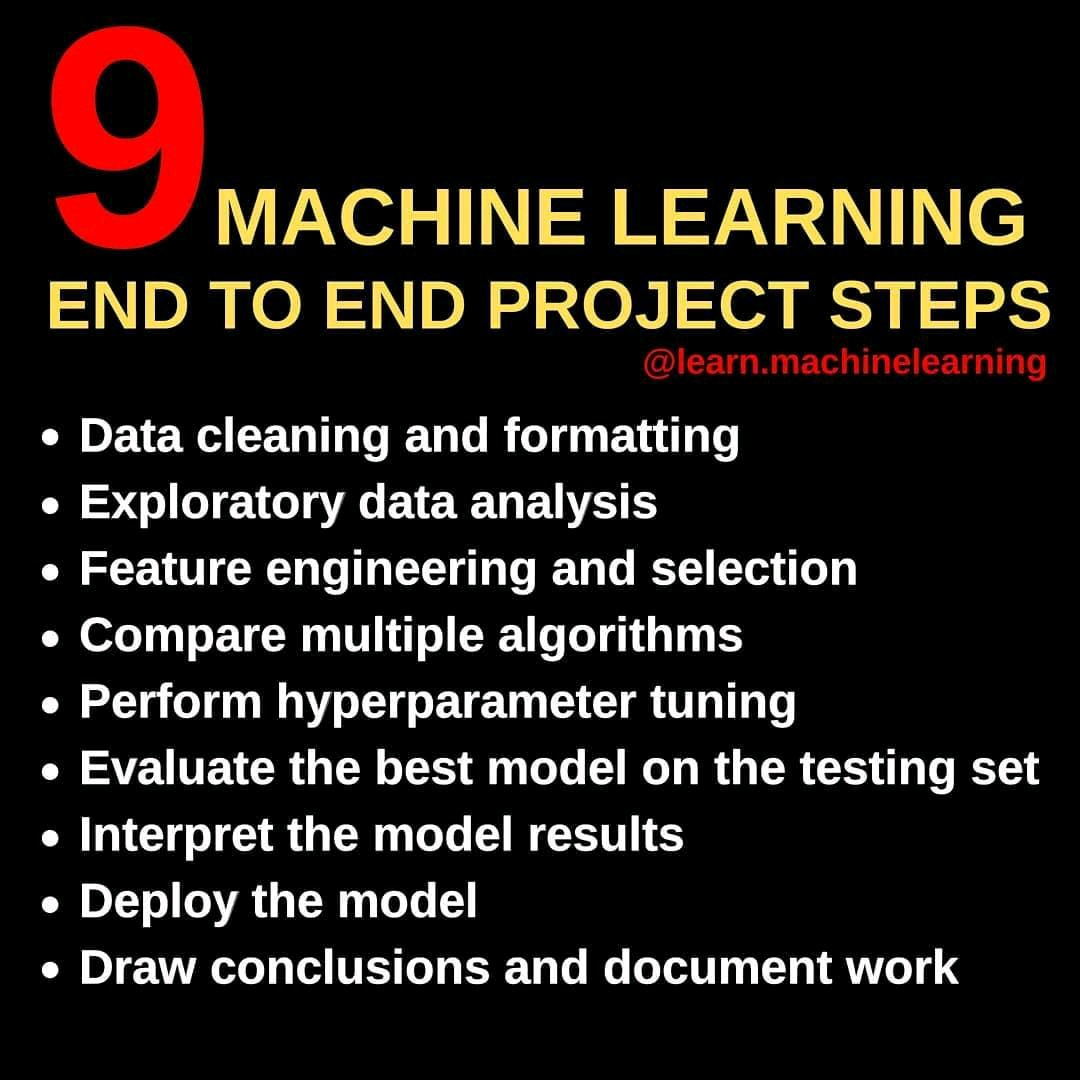 9 MACHINE LEARNING
END TO END PROJECT STEPS
@learn.machinelearning
• Data cleaning and formatting
• Exploratory data analysis
• Feature engineering and selection
• Compare multiple algorithms
• Perform hyperparameter tuning
• Evaluate the best model on the testing set
• Interpret the model results
• Deploy the model
• Draw conclusions and document work